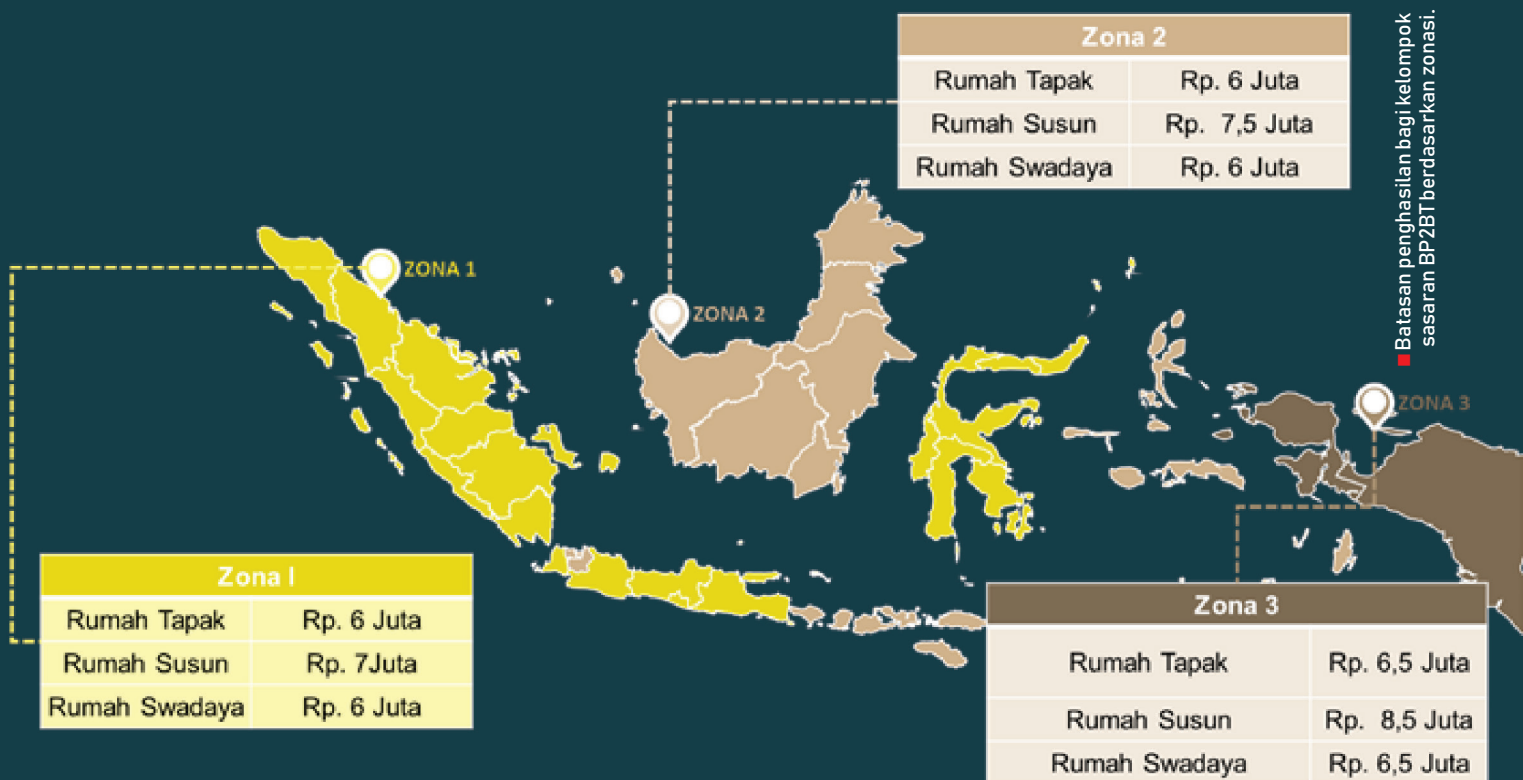 Zona 2
Rumah Tapak Rp. 6 Juta
Rumah Susun Rp. 7,5 Juta
Rumah Swadaya Rp. 6 Juta
Batasan penghasilan bagi kelompok
sasaran BP2BT berdasarkan zonasi.
ZONA 1
ZONA 2
ZONA 3
Zona I
Rumah Tapak Rp. 6 Juta
Rumah Susun Rp. 7Juta
Rumah Swadaya Rp. 6 Juta
Zona 3
Rumah Tapak Rp. 6,5 Juta
Rumah Susun Rp. 8,5 Juta
Rumah Swadaya Rp. 6,5 Juta